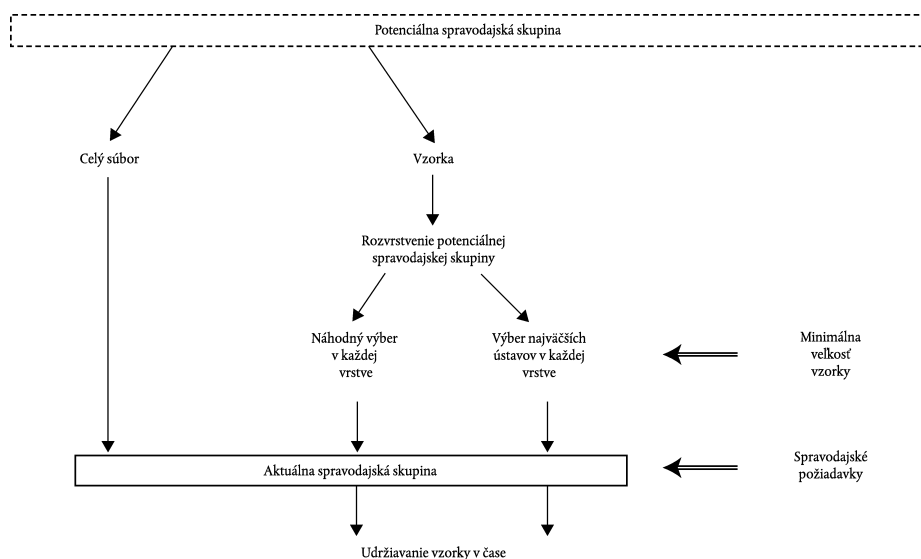 Potenciálna spravodajská skupina
Celý súbor
Vzorka
Rozvrstvenie potenciálnej
spravodajskej skupiny
Náhodný výber
v každej
vrstve
Výber najväčších
ústavov v každej
vrstve
Minimálna
veľkosť
vzorky
Aktuálna spravodajská skupina
Spravodajské
požiadavky
Udržiavanie vzorky v čase